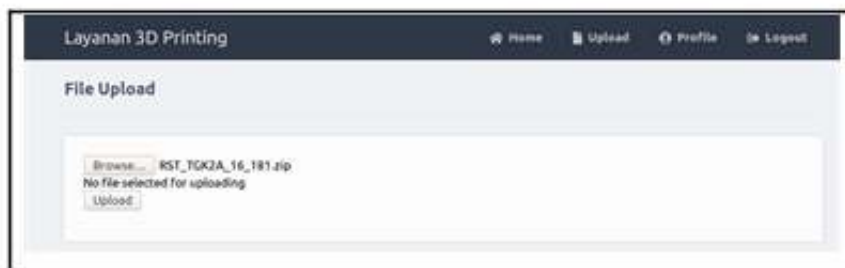 Layanan 3D Printing
Home Upload Profile Logout
File Upload
Browse... RST_TGK2A_16_181.zip
No file selected for uploading
Upload